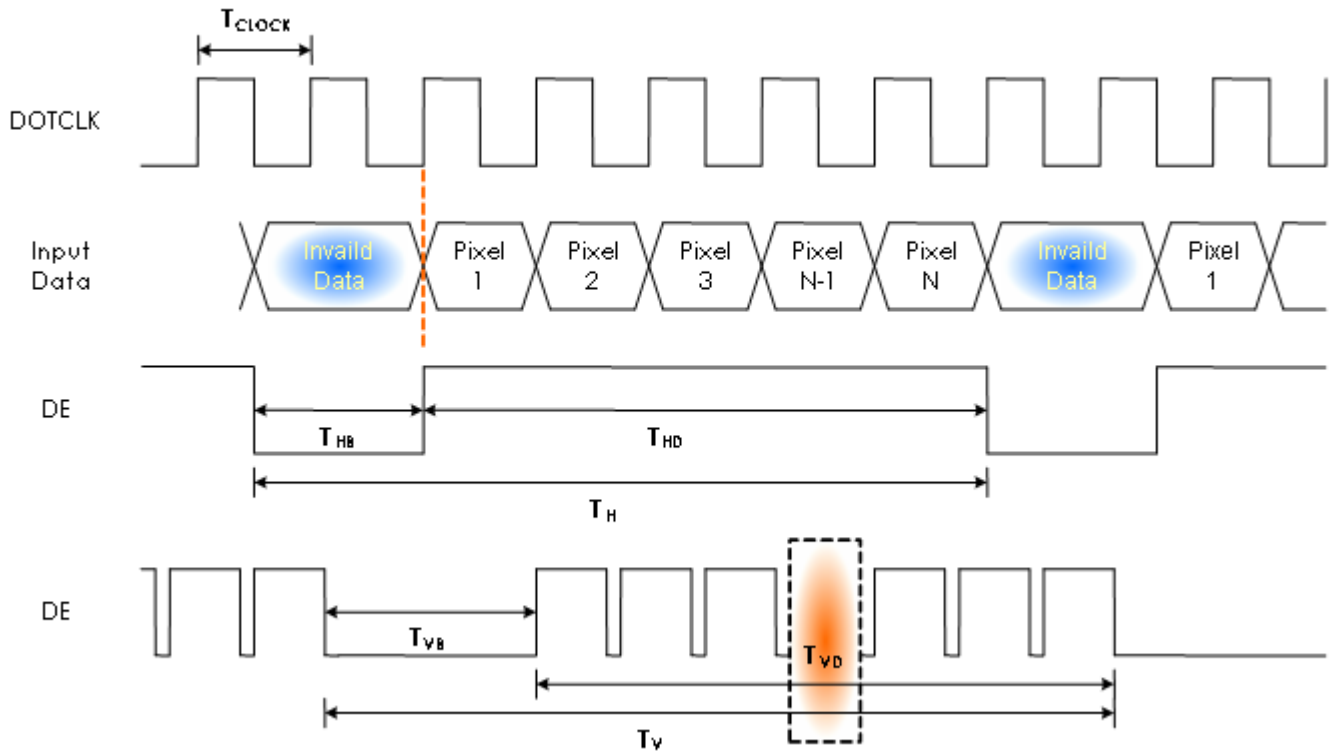 TCLOCK
DOTCLK
Input
Data
Invaild
Data
Pixel
1
Pixel
2
Pixel
3
Pixel
N-1
Pixel
N
Invaild
Data
Pixel
1
DE
THB
THD
TH
DE
TVB
TVD
TV